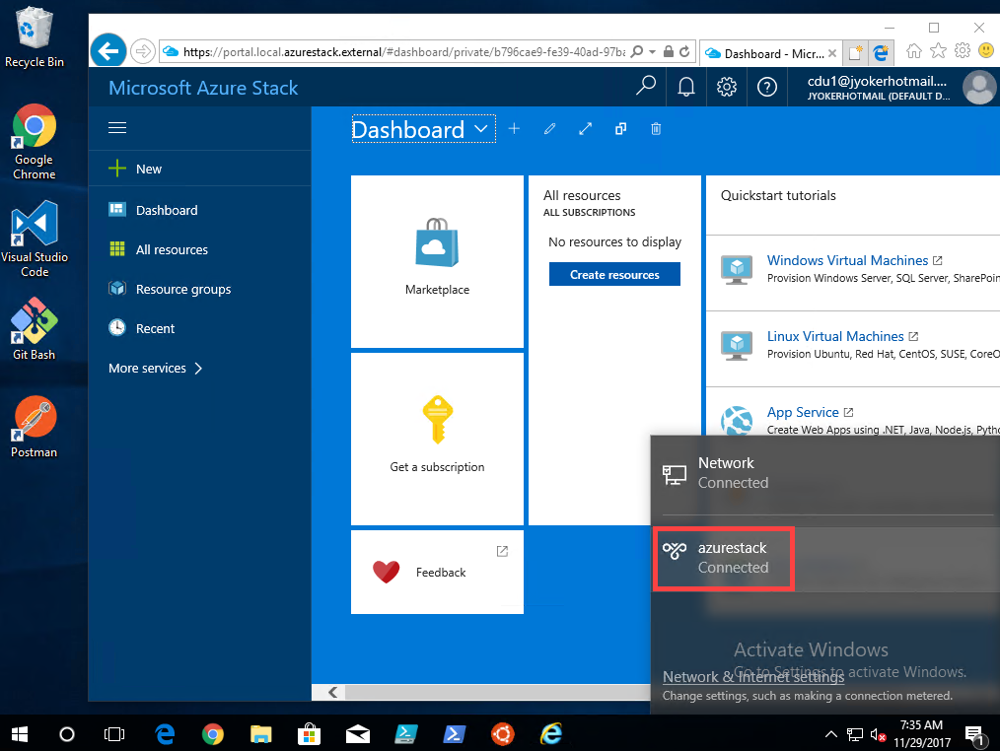 Recycle Bin
Google
Chrome
Visual Studio
Code
Git Bash
Postman
https://portal.local.azurestack.external/#dashboard/private/b796cae9-fe39-40ad-97ba
Dashboard - Micr...
Microsoft Azure Stack
cdu1@jyokerhotmail....
JYOKERHOTMAIL (DEFAULT D...
New
Dashboard
All resources
Resource groups
Recent
More services
Dashboard
Marketplace
Get a subscription
Feedback
All resources
ALL SUBSCRIPTIONS
No resources to display
Create resources
Quickstart tutorials
Windows Virtual Machines
Provision Windows Server, SQL Server, SharePoin
Linux Virtual Machines
Provision Ubuntu, Red Hat, CentOS, SUSE, CoreO
App Service
Create Web Apps using .NET, Java, Node.js, Pytho
Network
Connected
azurestack
Connected
Activate Windows
Go to Settings to activate Windows.
Network & Internet settings
Change settings, such as making a connection metered.
7:35 AM
11/29/2017
1